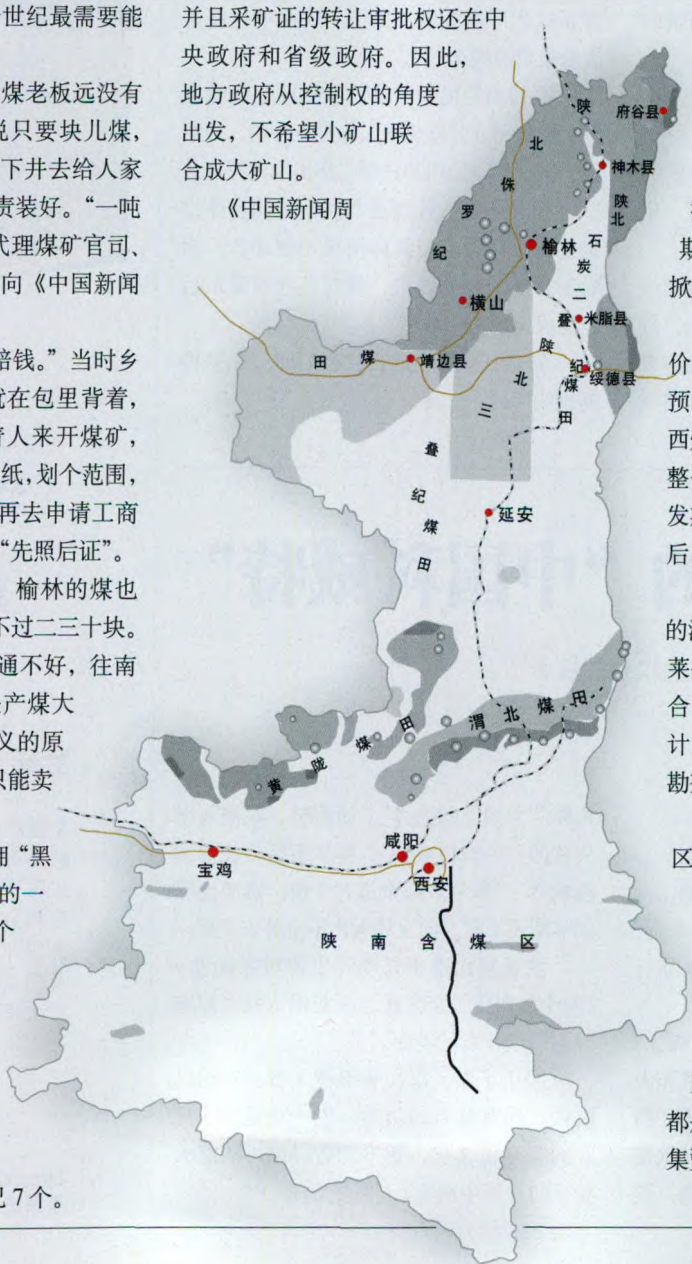 世纪最需要能
煤老板远没有
说只要块儿煤,
下井去给人家
责装好。“一吨
代理煤矿官司、
向《中国新闻
赔钱。”当时乡
就在包里背着,
人来开煤矿,
纸,划个范围,
再去申请工商
“先照后证”。
榆林的煤也
不过二三十块。
通不好,往南
产煤大
义的原
只能卖
“黑
的一
个
7个。
并且采矿证的转让审批权还在中
央政府和省级政府。因此,
地方政府从控制权的角度
出发,不希望小矿山联
合成大矿山。
《中国新闻周
府谷县
神木县
陕北侏罗纪煤田
榆林
横山
陕北石炭二叠纪煤田
米脂县
靖边县
绥德县
陕北三叠纪煤田
延安
渭北煤田
黄陇煤田
宝鸡
咸阳
西安
陕南含煤区
期
掀
价
预
西
整
发
后
的
莱
合
计
勘
区
都
集